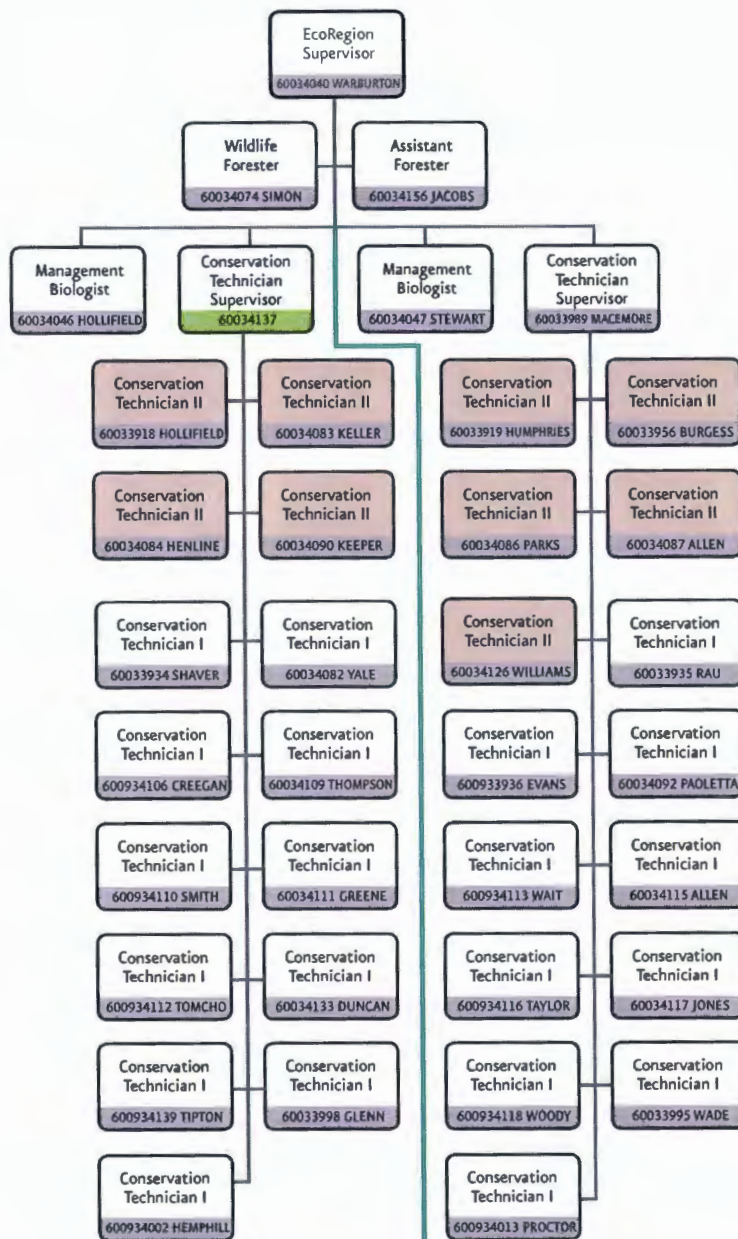 EcoRegion
Supervisor
60034040 WARBURTON
Wildlife
Forester
60034074 SIMON
Assistant
Forester
60034156 JACOBS
Management
Biologist
60034046 HOLLIFIELD
Conservation
Technician
Supervisor
60034137
Management
Biologist
60034047 STEWART
Conservation
Technician
Supervisor
60033989 MACEMORE
Conservation
Technician II
60033918 HOLLIFIELD
Conservation
Technician II
60034083 KELLER
Conservation
Technician II
60033919 HUMPHRIES
Conservation
Technician II
60033956 BURGESS
Conservation
Technician II
60034084 HENLINE
Conservation
Technician II
60034090 KEEPER
Conservation
Technician II
60034086 PARKS
Conservation
Technician II
60034087 ALLEN
Conservation
Technician I
60033934 SHAVER
Conservation
Technician I
60034082 YALE
Conservation
Technician II
60034126 WILLIAMS
Conservation
Technician I
60033935 RAU
Conservation
Technician I
600934106 CREEGAN
Conservation
Technician I
60034109 THOMPSON
Conservation
Technician I
600933936 EVANS
Conservation
Technician I
60034092 PAOLETTA
Conservation
Technician I
600934110 SMITH
Conservation
Technician I
60034111 GREENE
Conservation
Technician I
600934113 WAIT
Conservation
Technician I
60034115 ALLEN
Conservation
Technician I
600934112 TOMCHO
Conservation
Technician I
60034133 DUNCAN
Conservation
Technician I
600934116 TAYLOR
Conservation
Technician I
60034117 JONES
Conservation
Technician I
600934139 TIPTON
Conservation
Technician I
60033998 GLENN
Conservation
Technician I
600934118 WOODY
Conservation
Technician I
60033995 WADE
Conservation
Technician I
600934002 HEMPHILL
Conservation
Technician I
600934013 PROCTOR